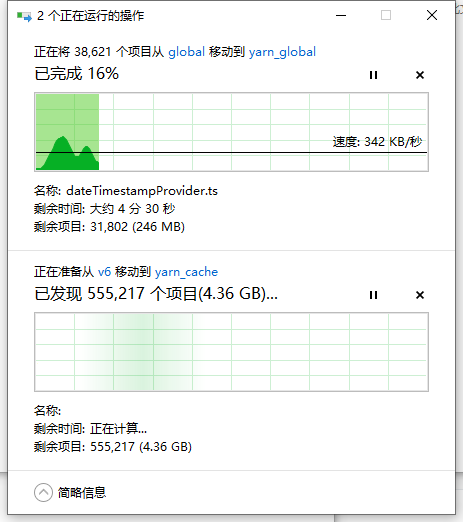 2 个正在运行的操作
正在将 38,621 个项目从 global 移动到 yarn_global
已完成 16%
速度: 342 KB/秒
名称: dateTimestampProvider.ts
剩余时间: 大约 4 分 30 秒
剩余项目: 31,802 (246 MB)
正在准备从 v6 移动到 yarn_cache
已发现 555,217 个项目(4.36 GB)...
名称:
剩余时间: 正在计算...
剩余项目: 555,217 (4.36 GB)
简略信息